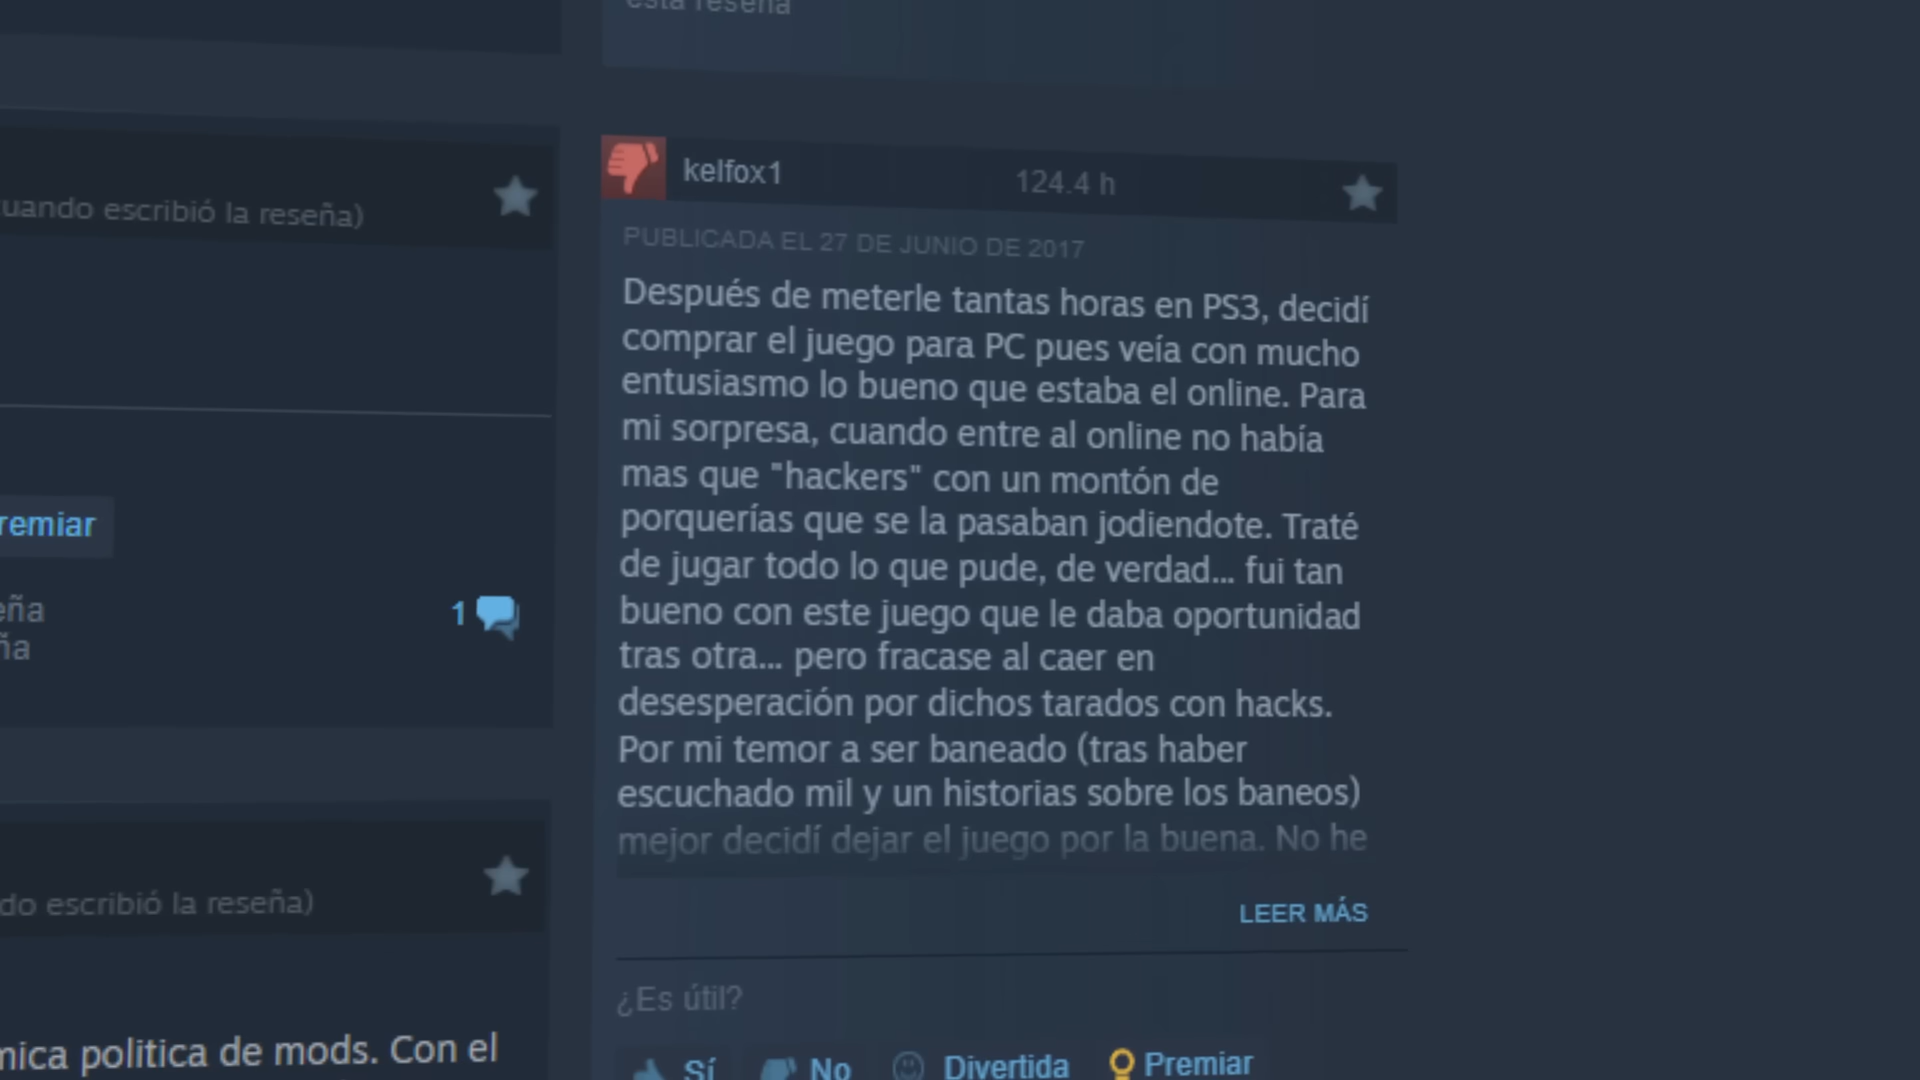 esta reseña
cuando escribió la reseña)
remiar
eña
ña
1
do escribió la reseña)
mica politica de mods. Con el
kelfox1
124.4 h
PUBLICADA EL 27 DE JUNIO DE 2017
Después de meterle tantas horas en PS3, decidí
comprar el juego para PC pues veía con mucho
entusiasmo lo bueno que estaba el online. Para
mi sorpresa, cuando entre al online no había
mas que "hackers" con un montón de
porquerías que se la pasaban jodiendote. Traté
de jugar todo lo que pude, de verdad... fui tan
bueno con este juego que le daba oportunidad
tras otra... pero fracase al caer en
desesperación por dichos tarados con hacks.
Por mi temor a ser baneado (tras haber
escuchado mil y un historias sobre los baneos)
mejor decidí dejar el juego por la buena. No he
LEER MÁS
¿Es útil?
Sí
No
Divertida
Premiar